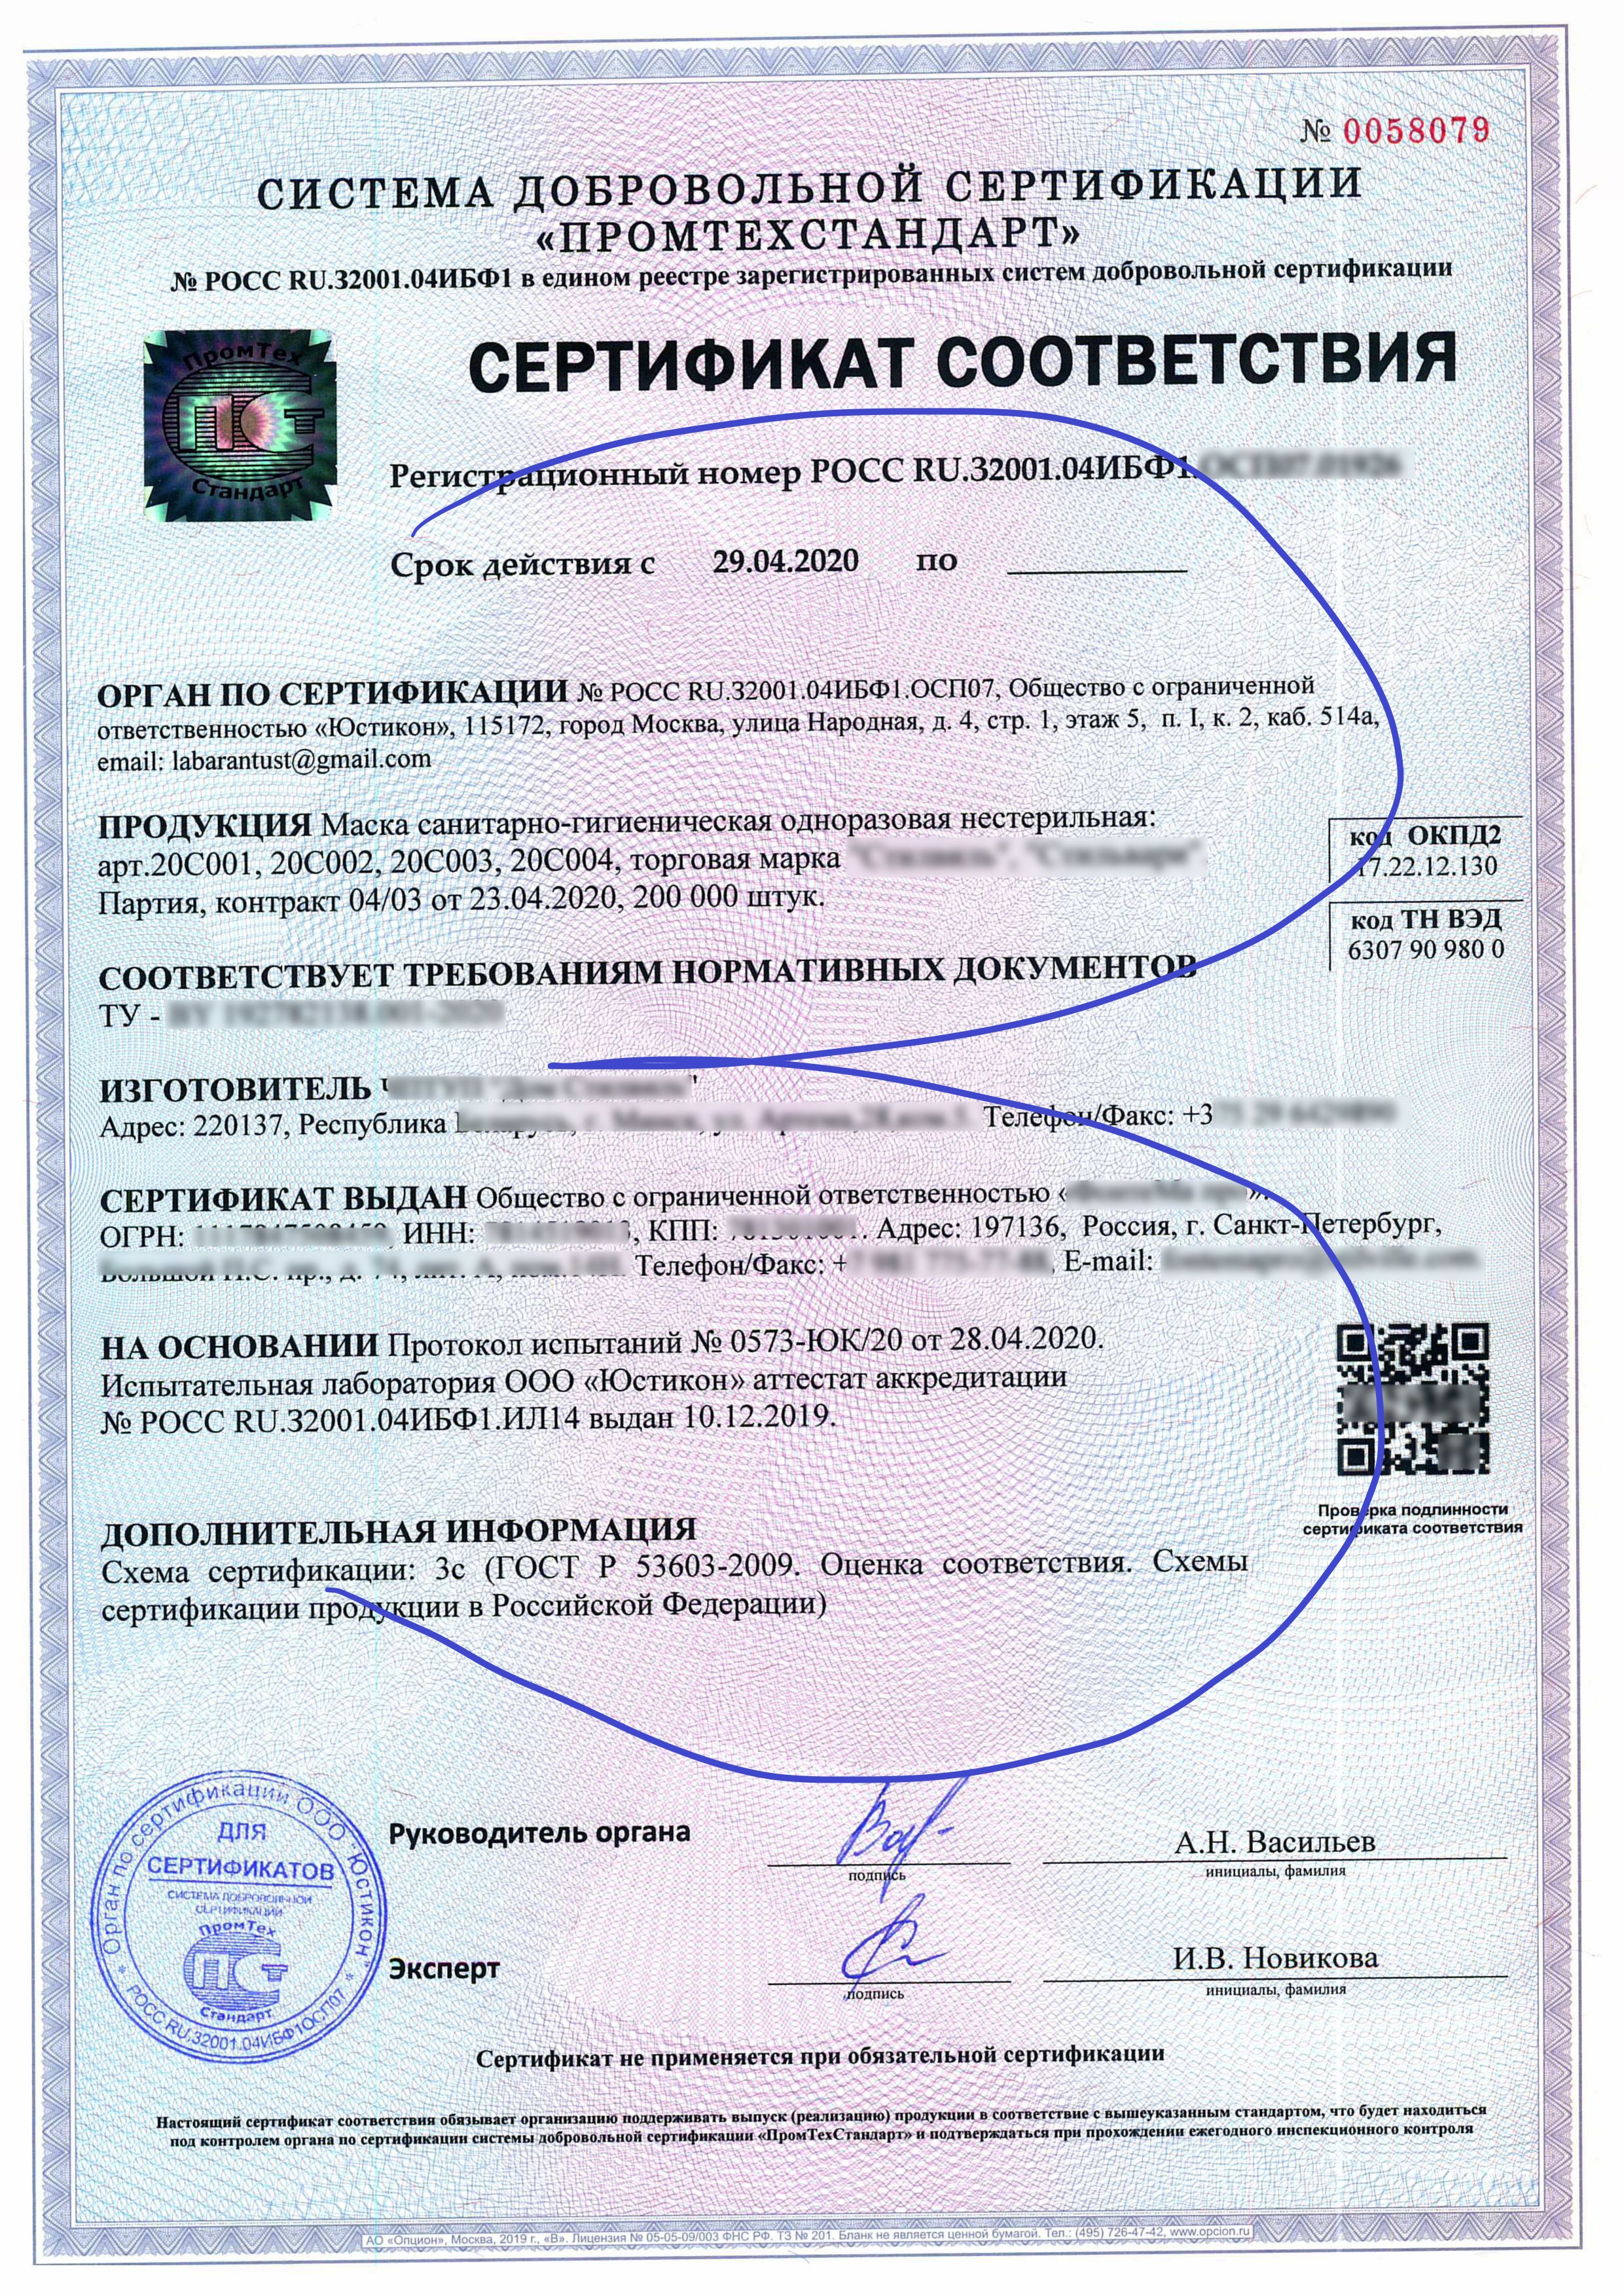 № 0058079
СИСТЕМА ДОБРОВОЛЬНОЙ СЕРТИФИКАЦИИ
«ПРОМТЕХСТАНДАРТ»
№ РОСС RU.32001.04ИБФ1 в едином реестре зарегистрированных систем добровольной сертификации
ПромТех
ПСТ
Стандарт
СЕРТИФИКАТ СООТВЕТСТВИЯ
Регистрационный номер РОСС RU.32001.04ИБФ1.
Срок действия с 29.04.2020 по
ОРГАН ПО СЕРТИФИКАЦИИ № РОСС RU.32001.04ИБФ1.ОСП07, Общество с ограниченной
ответственностью «Юстикон», 115172, город Москва, улица Народная, д. 4, стр. 1, этаж 5, п. I, к. 2, каб. 514а,
email: labarantust@gmail.com
ПРОДУКЦИЯ Маска санитарно-гигиеническая одноразовая нестерильная:
арт.20С001, 20С002, 20С003, 20С004, торговая марка
Партия, контракт 04/03 от 23.04.2020, 200 000 штук.
код ОКПД2
17.22.12.130
код ТН ВЭД
6307 90 980 0
СООТВЕТСТВУЕТ ТРЕБОВАНИЯМ НОРМАТИВНЫХ ДОКУМЕНТОВ
ТУ -
ИЗГОТОВИТЕЛЬ
Адрес: 220137, Республика Телефон/Факс: +3
СЕРТИФИКАТ ВЫДАН Общество с ограниченной ответственностью «
ОГРН: ИНН: , КПП: . Адрес: 197136, Россия, г. Санкт-Петербург,
Телефон/Факс: + , E-mail:
НА ОСНОВАНИИ Протокол испытаний № 0573-ЮК/20 от 28.04.2020.
Испытательная лаборатория ООО «Юстикон» аттестат аккредитации
№ РОСС RU.32001.04ИБФ1.ИЛ14 выдан 10.12.2019.
Проверка подлинности
сертификата соответствия
ДОПОЛНИТЕЛЬНАЯ ИНФОРМАЦИЯ
Схема сертификации: 3с (ГОСТ Р 53603-2009. Оценка соответствия. Схемы
сертификации продукции в Российской Федерации)
Орган по сертификации ООО "Юстикон"
ДЛЯ
СЕРТИФИКАТОВ
СИСТЕМА ДОБРОВОЛЬНОЙ
СЕРТИФИКАЦИИ
ПромТех
ПСТ
Стандарт
РОСС RU.32001.04ИБФ1ОСП07
Руководитель органа
подпись
А.Н. Васильев
инициалы, фамилия
Эксперт
подпись
И.В. Новикова
инициалы, фамилия
Сертификат не применяется при обязательной сертификации
Настоящий сертификат соответствия обязывает организацию поддерживать выпуск (реализацию) продукции в соответствие с вышеуказанным стандартом, что будет находиться
под контролем органа по сертификации системы добровольной сертификации «ПромТехСтандарт» и подтверждаться при прохождении ежегодного инспекционного контроля
АО «Опцион», Москва, 2019 г., «В». Лицензия № 05-05-09/003 ФНС РФ. ТЗ № 201. Бланк не является ценной бумагой. Тел.: (495) 726-47-42, www.opcion.ru